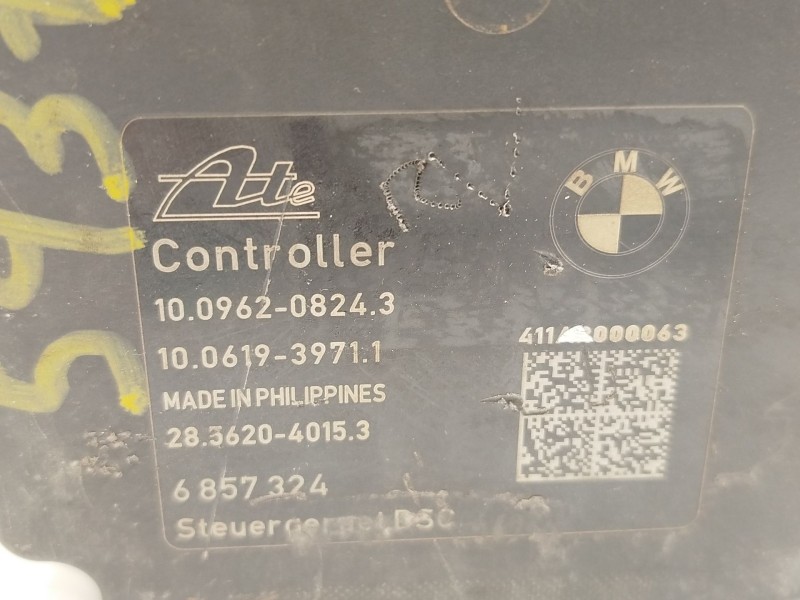 Ate
BMW
Controller
10.0962-0824.3
10.0619-3971.1
MADE IN PHILIPPINES
28.3620-4015.3
6 857 324
DSC